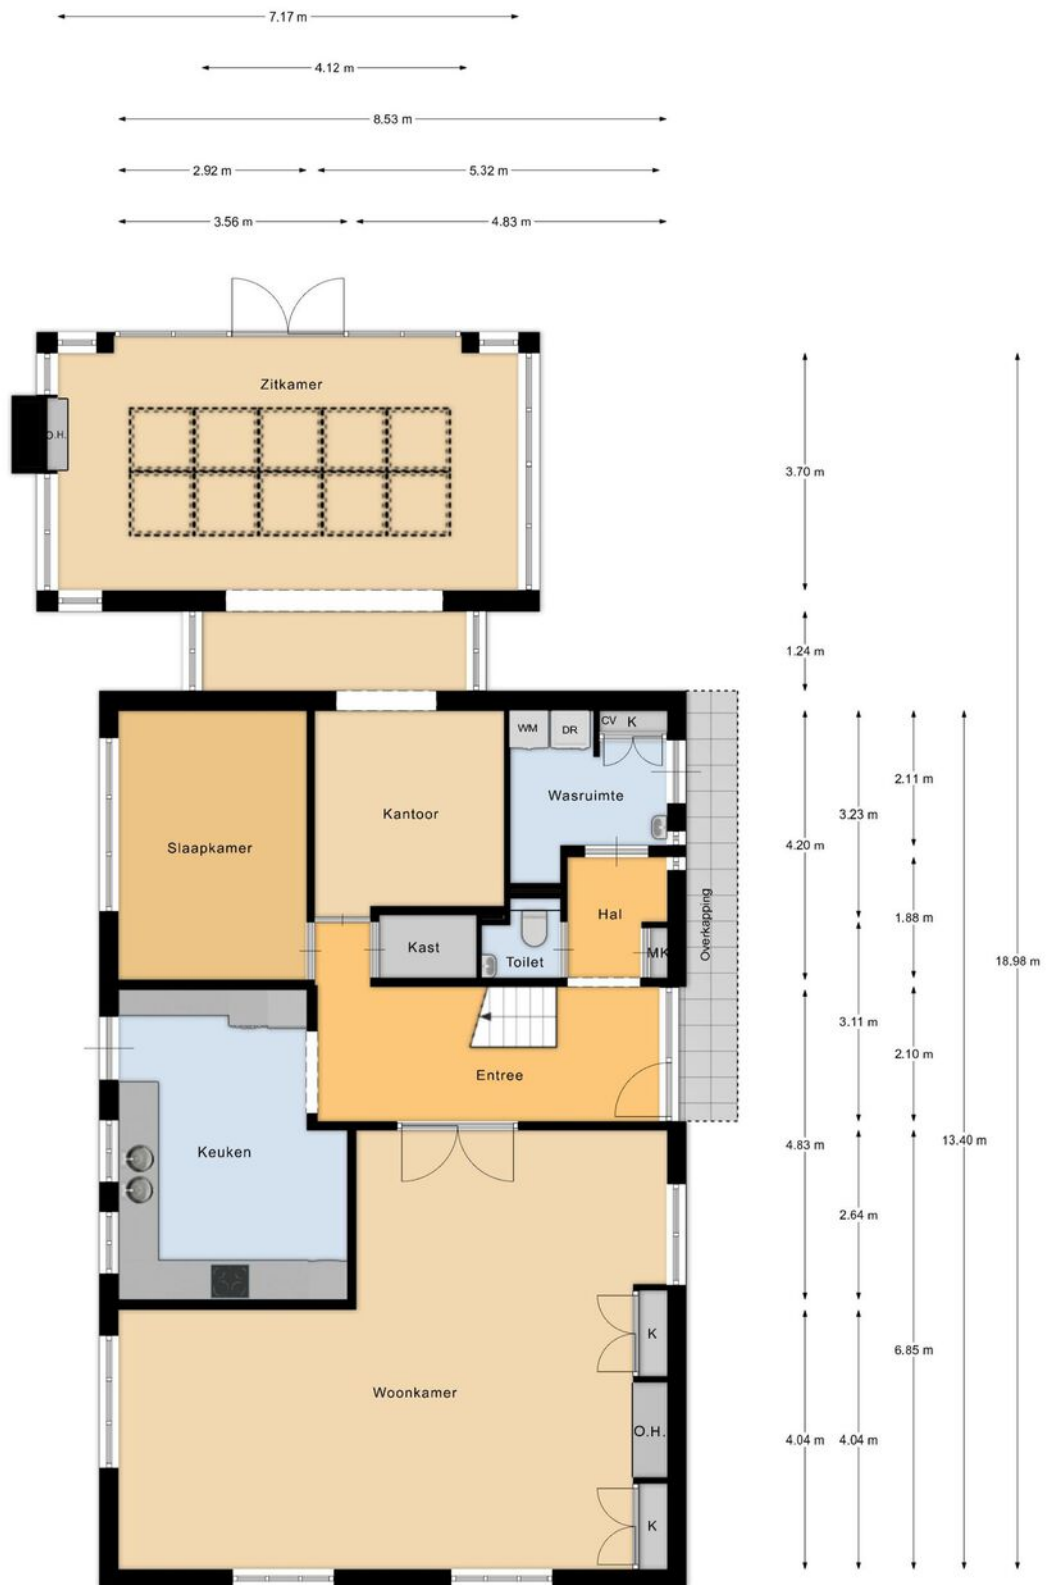 7.17 m
4.12 m
8.53 m
2.92 m 5.32 m
3.56 m 4.83 m
Zitkamer
O.H.
3.70 m
1.24 m
WM DR CV K
Wasruimte
2.11 m
Kantoor
3.23 m
Slaapkamer
4.20 m
Hal
1.88 m
Overkapping
Kast
Toilet
MK
18.98 m
3.11 m
2.10 m
Entree
Keuken
4.83 m
13.40 m
2.64 m
K
6.85 m
Woonkamer
O.H.
4.04 m 4.04 m
K